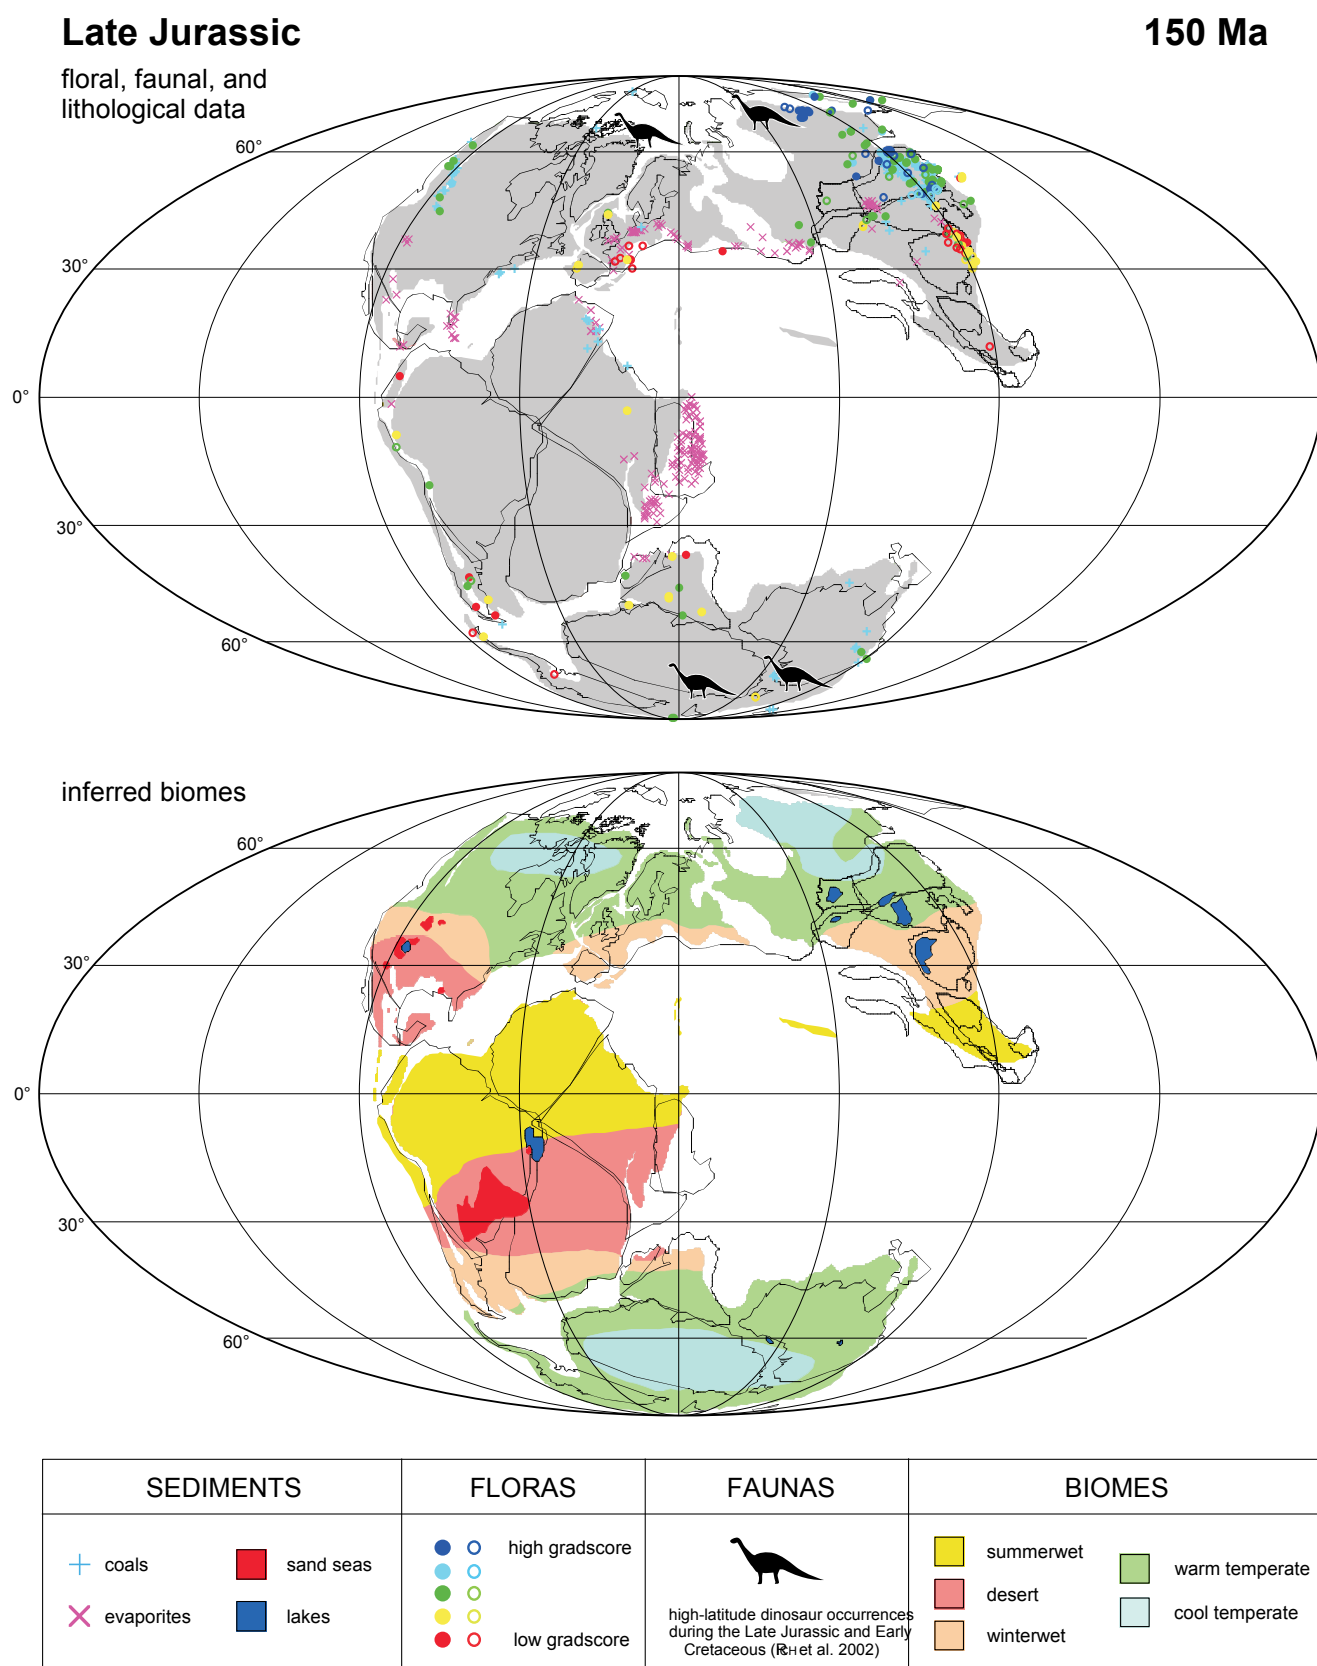 Late Jurassic
150 Ma
floral, faunal, and
lithological data
60°
30°
0°
30°
60°
inferred biomes
60°
30°
0°
30°
60°
SEDIMENTS
FLORAS
FAUNAS
BIOMES
coals
sand seas
evaporites
lakes
high gradscore
low gradscore
high-latitude dinosaur occurrences
during the Late Jurassic and Early
Cretaceous ( et al. 2002)
summerwet
desert
winterwet
warm temperate
cool temperate